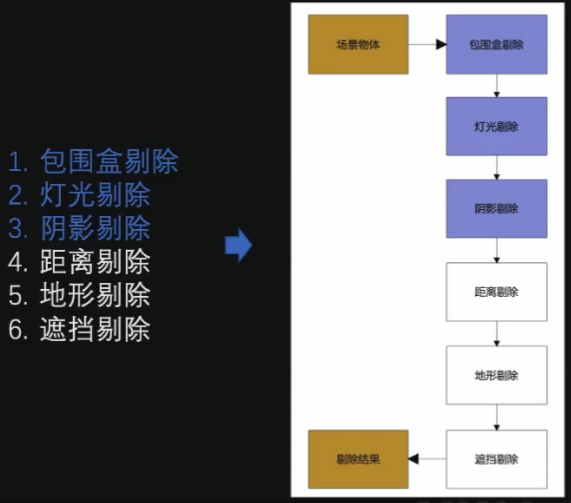 1. 包围盒剔除
2. 灯光剔除
3. 阴影剔除
4. 距离剔除
5. 地形剔除
6. 遮挡剔除
场景物体
包围盒剔除
灯光剔除
阴影剔除
距离剔除
地形剔除
遮挡剔除
剔除结果